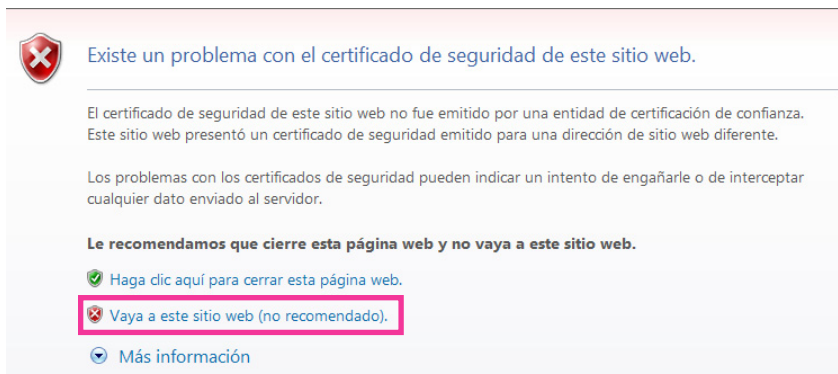 Existe un problema con el certificado de seguridad de este sitio web.
El certificado de seguridad de este sitio web no fue emitido por una entidad de certificación de confianza.
Este sitio web presentó un certificado de seguridad emitido para una dirección de sitio web diferente.
Los problemas con los certificados de seguridad pueden indicar un intento de engañarle o de interceptar
cualquier dato enviado al servidor.
Le recomendamos que cierre esta página web y no vaya a este sitio web.
Haga clic aquí para cerrar esta página web.
Vaya a este sitio web (no recomendado).
Más información